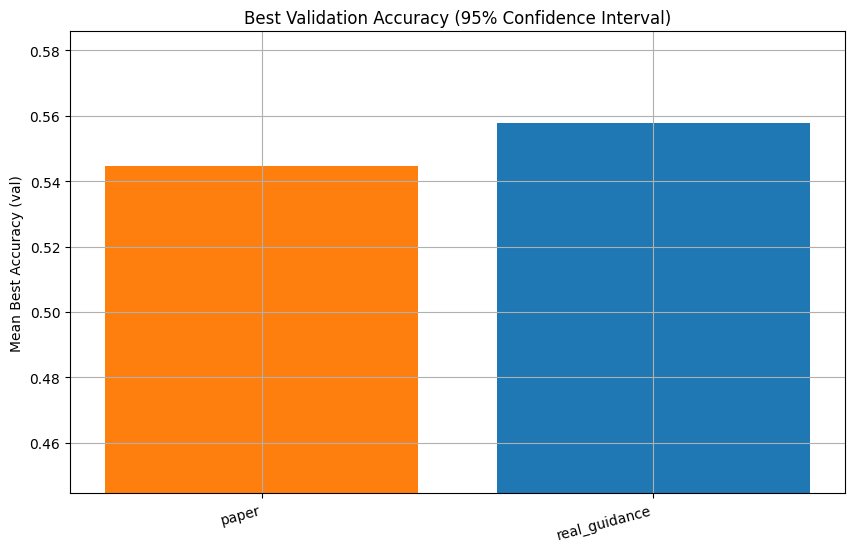 Best Validation Accuracy (95% Confidence Interval)
Mean Best Accuracy (val)
0.58
0.56
0.54
0.52
0.50
0.48
0.46
paper
real_guidance